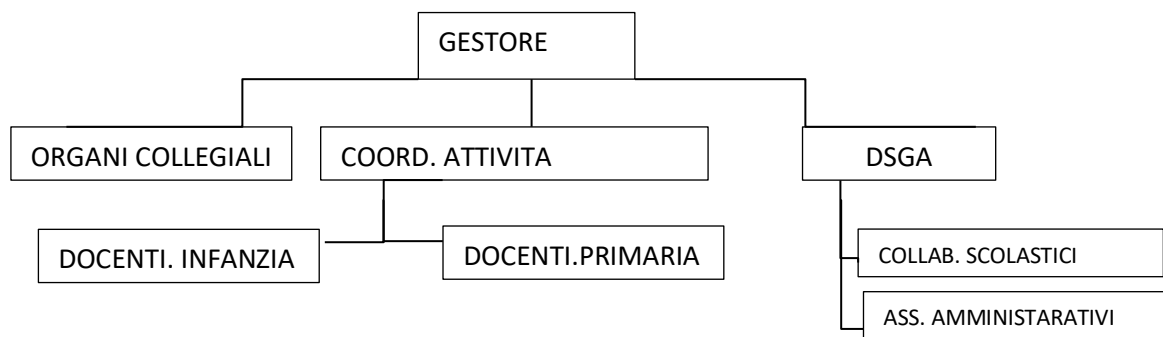 GESTORE
ORGANI COLLEGIALI
COORD. ATTIVITA
DSGA
DOCENTI. INFANZIA
DOCENTI.PRIMARIA
COLLAB. SCOLASTICI
ASS. AMMINISTARATIVI